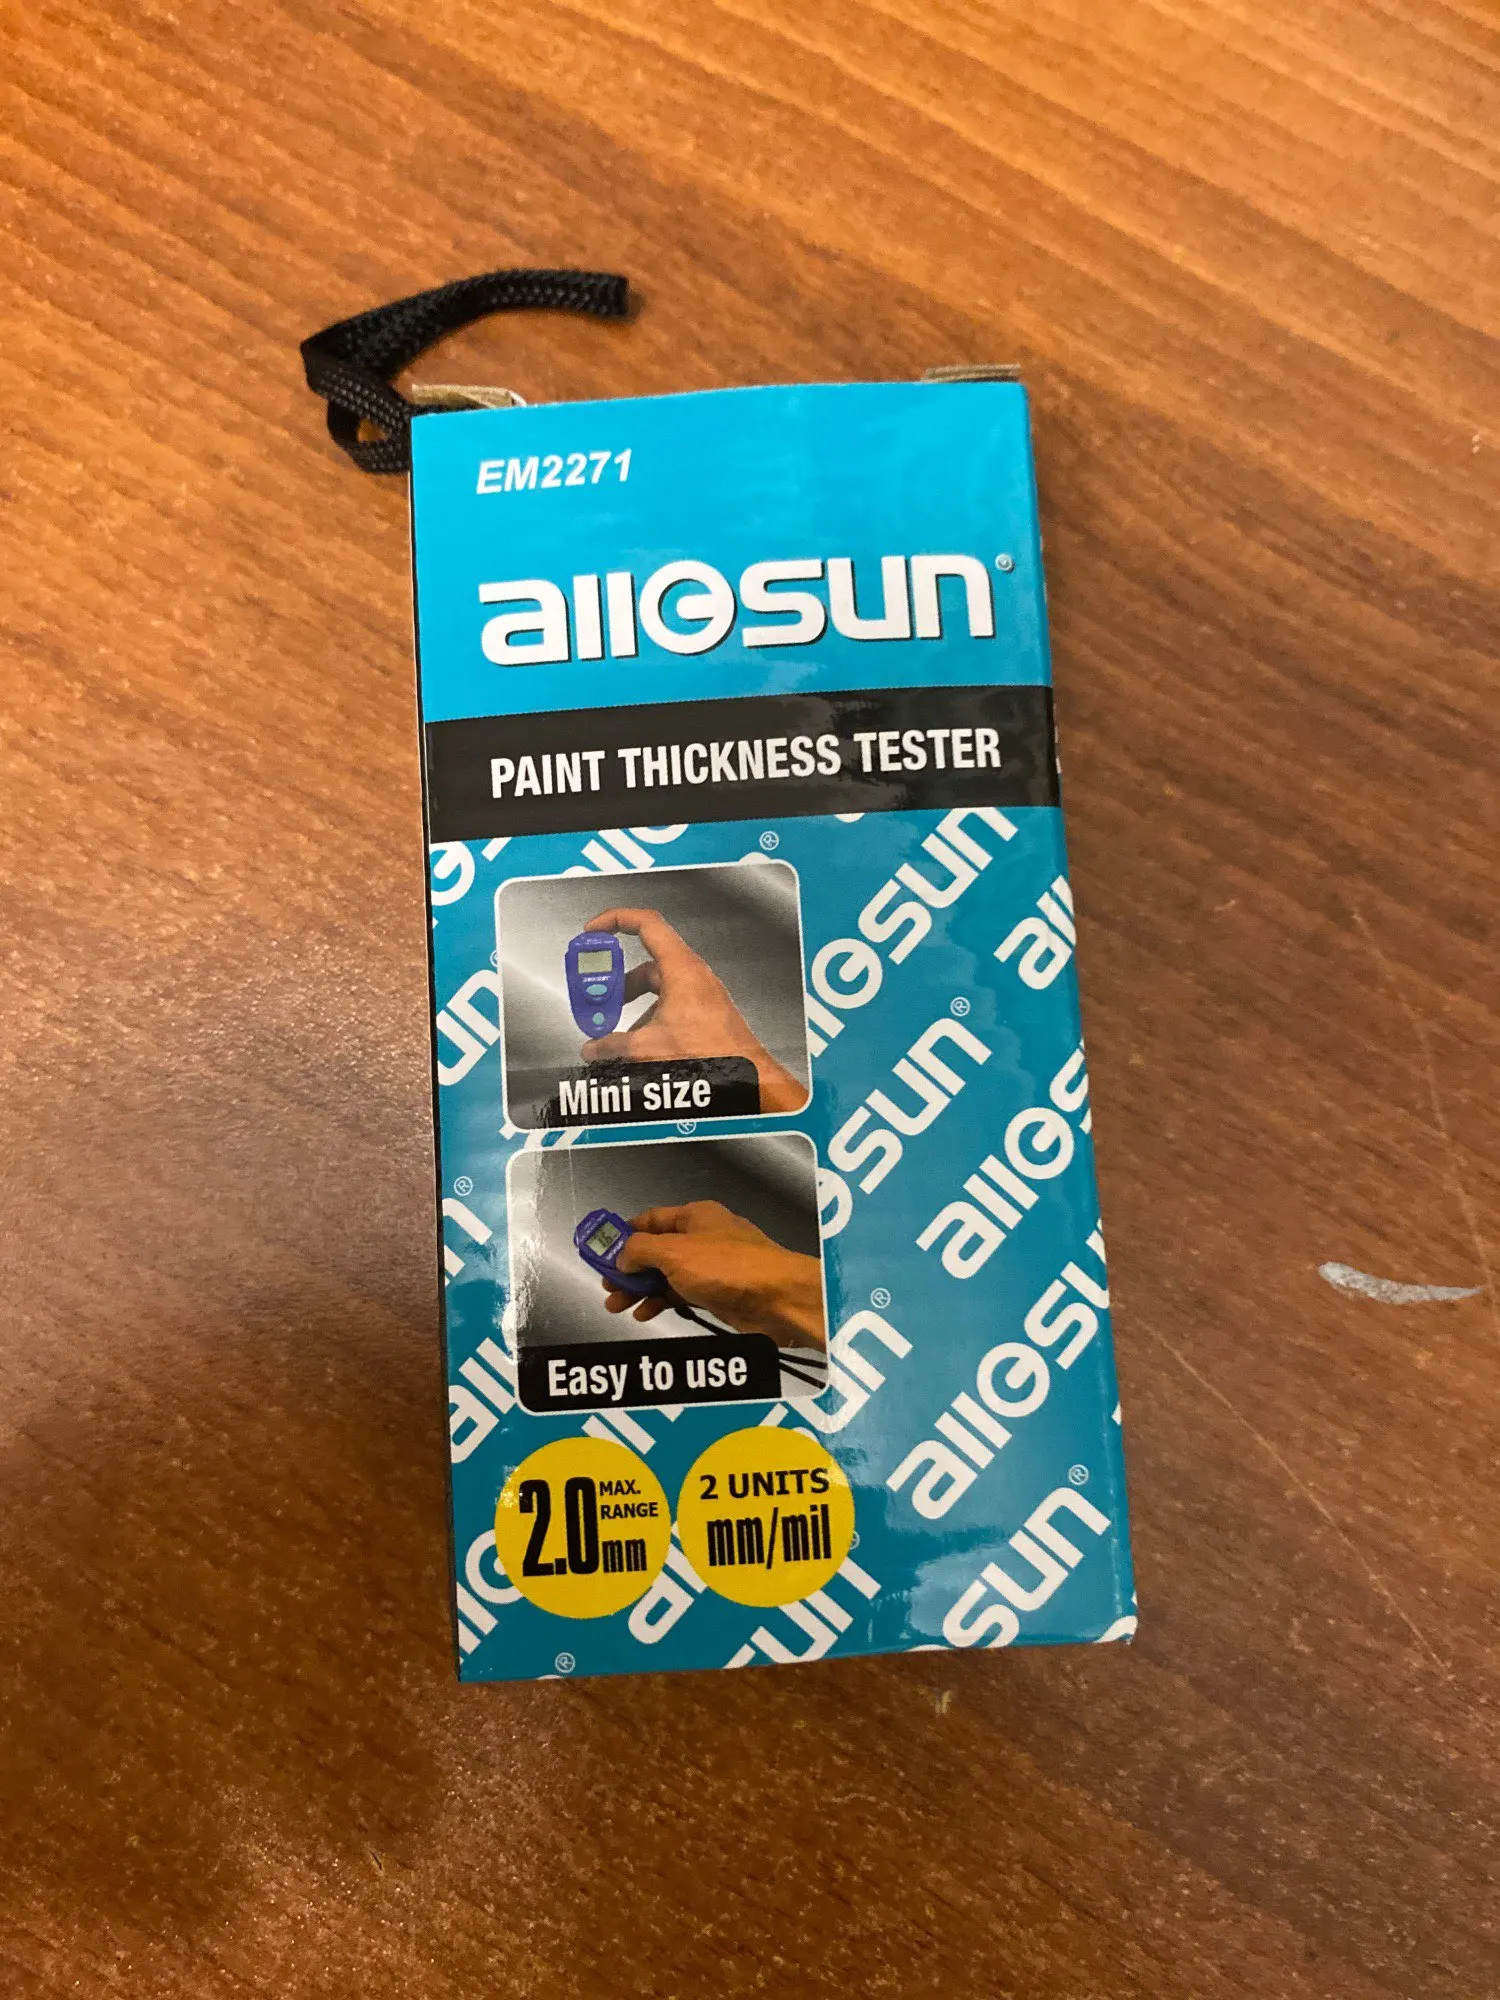 EM2271
allosun®
PAINT THICKNESS TESTER
Mini size
Easy to use
2.0 MAX. RANGE mm
2 UNITS
mm/mil